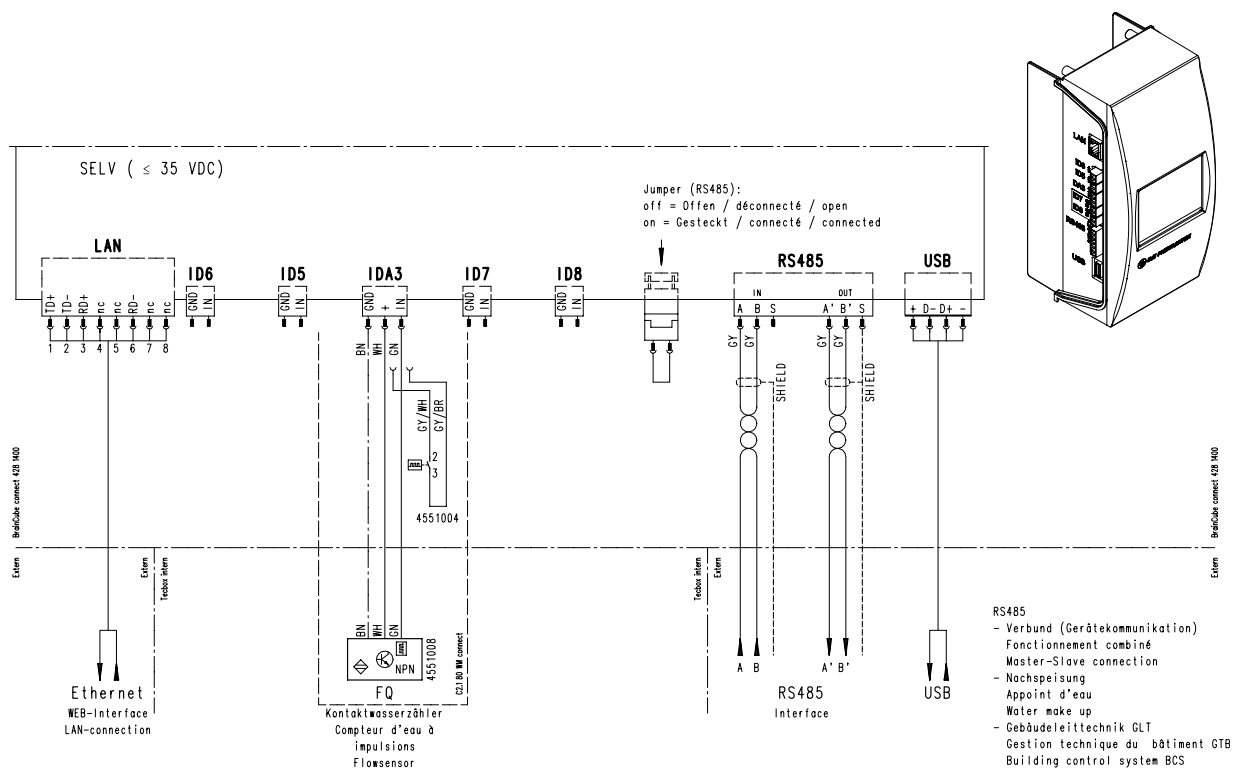 SELV ( ≤ 35 VDC)
Jumper (RS485):
off = Offen / déconnecté / open
on = Gesteckt / connecté / connected
LAN
ID6
ID5
IDA3
ID7
ID8
RS485
USB
TD+ TD- RD+ nc nc RD- nc nc
1 2 3 4 5 6 7 8
GND IN
GND IN
GND + IN
GND IN
GND IN
IN OUT
A B S A' B' S
+ D- D+ -
BN WH GN
GY GY GY GY
SHIELD
SHIELD
GY/WH
GY/BR
2
3
4551004
BrainCube connect 428 1400
BrainCube connect 428 1400
Extern
Extern
Tecbox intern
Tecbox intern
Extern
Extern
BN WH GN
NPN
4551008
FQ
C2.1 80 WM connect
Kontaktwasserzähler
Compteur d'eau à
impulsions
Flowsensor
Ethernet
WEB-Interface
LAN-connection
A B A' B'
RS485
Interface
USB
RS485
- Verbund (Gerätekommunikation)
Fonctionnement combiné
Master-Slave connection
- Nachspeisung
Appoint d'eau
Water make up
- Gebäudeleittechnik GLT
Gestion technique du bâtiment GTB
Building control system BCS
LAN
ID7
RS485
USB